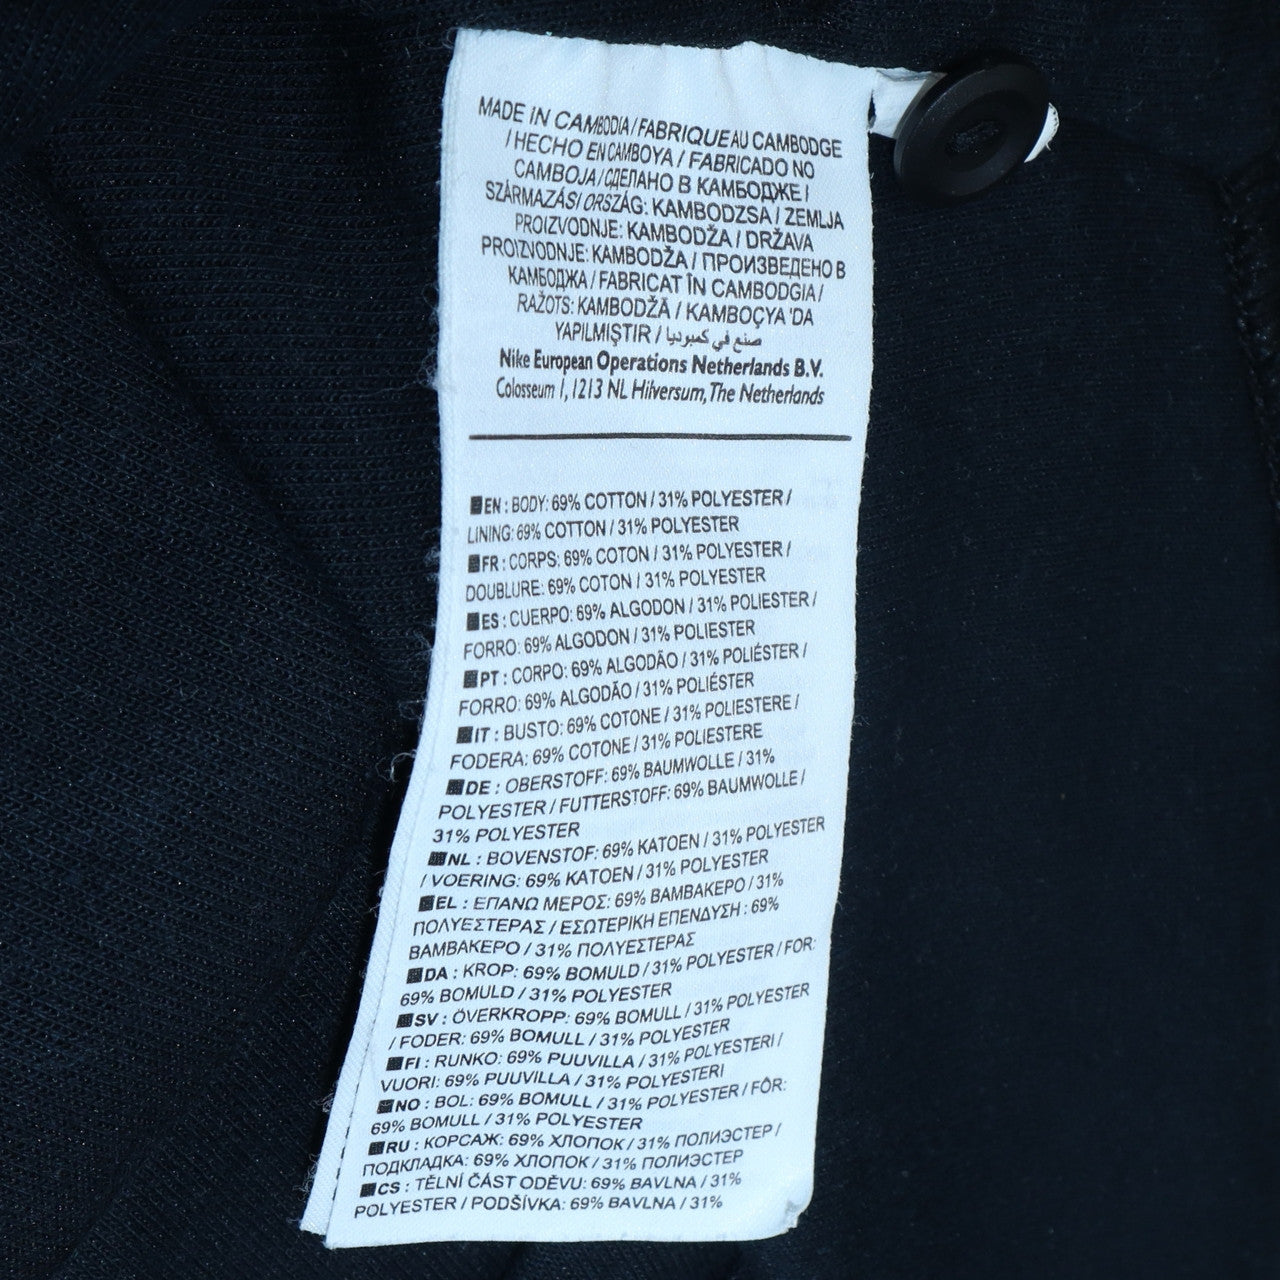 MADE IN CAMBODIA / FABRIQUE AU CAMBODGE
/ HECHO EN CAMBOYA / FABRICADO NO
CAMBOJA / СДЕЛАНО В КАМБОДЖЕ /
SZÁRMAZÁSI ORSZÁG: KAMBODZSA / ZEMLJA
PROIZVODNJE: KAMBODŽA / DRŽAVA
PROIZVODNJE: KAMBODŽA / ПРОИЗВЕДЕНО В
КАМБОДЖА / FABRICAT ÎN CAMBODGIA /
RAŽOTS: KAMBODŽĀ / KAMBOÇYA 'DA
YAPILMIŞTIR / صنع في كمبوديا
Nike European Operations Netherlands B.V.
Colosseum 1, 1213 NL Hilversum, The Netherlands
EN : BODY: 69% COTTON / 31% POLYESTER /
LINING: 69% COTTON / 31% POLYESTER
FR : CORPS: 69% COTON / 31% POLYESTER /
DOUBLURE: 69% COTON / 31% POLYESTER
ES : CUERPO: 69% ALGODON / 31% POLIESTER /
FORRO: 69% ALGODON / 31% POLIESTER
PT : CORPO: 69% ALGODÃO / 31% POLIÉSTER /
FORRO: 69% ALGODÃO / 31% POLIÉSTER
IT : BUSTO: 69% COTONE / 31% POLIESTERE /
FODERA: 69% COTONE / 31% POLIESTERE
DE : OBERSTOFF: 69% BAUMWOLLE / 31%
POLYESTER / FUTTERSTOFF: 69% BAUMWOLLE /
31% POLYESTER
NL : BOVENSTOF: 69% KATOEN / 31% POLYESTER
/ VOERING: 69% KATOEN / 31% POLYESTER
EL : ΕΠΑΝΩ ΜΕΡΟΣ: 69% ΒΑΜΒΑΚΕΡΟ / 31%
ΠΟΛΥΕΣΤΕΡΑΣ / ΕΣΩΤΕΡΙΚΗ ΕΠΕΝΔΥΣΗ : 69%
ΒΑΜΒΑΚΕΡΟ / 31% ΠΟΛΥΕΣΤΕΡΑΣ
DA : KROP: 69% BOMULD / 31% POLYESTER / FOR:
69% BOMULD / 31% POLYESTER
SV : ÖVERKROPP: 69% BOMULL / 31% POLYESTER
/ FODER: 69% BOMULL / 31% POLYESTER
FI : RUNKO: 69% PUUVILLA / 31% POLYESTERI /
VUORI: 69% PUUVILLA / 31% POLYESTERI
NO : BOL: 69% BOMULL / 31% POLYESTER / FÔR:
69% BOMULL / 31% POLYESTER
RU : КОРСАЖ: 69% ХЛОПОК / 31% ПОЛИЭСТЕР /
ПОДКЛАДКА: 69% ХЛОПОК / 31% ПОЛИЭСТЕР
CS : TĚLNÍ ČÁST ODĚVU: 69% BAVLNA / 31%
POLYESTER / PODŠÍVKA: 69% BAVLNA / 31%